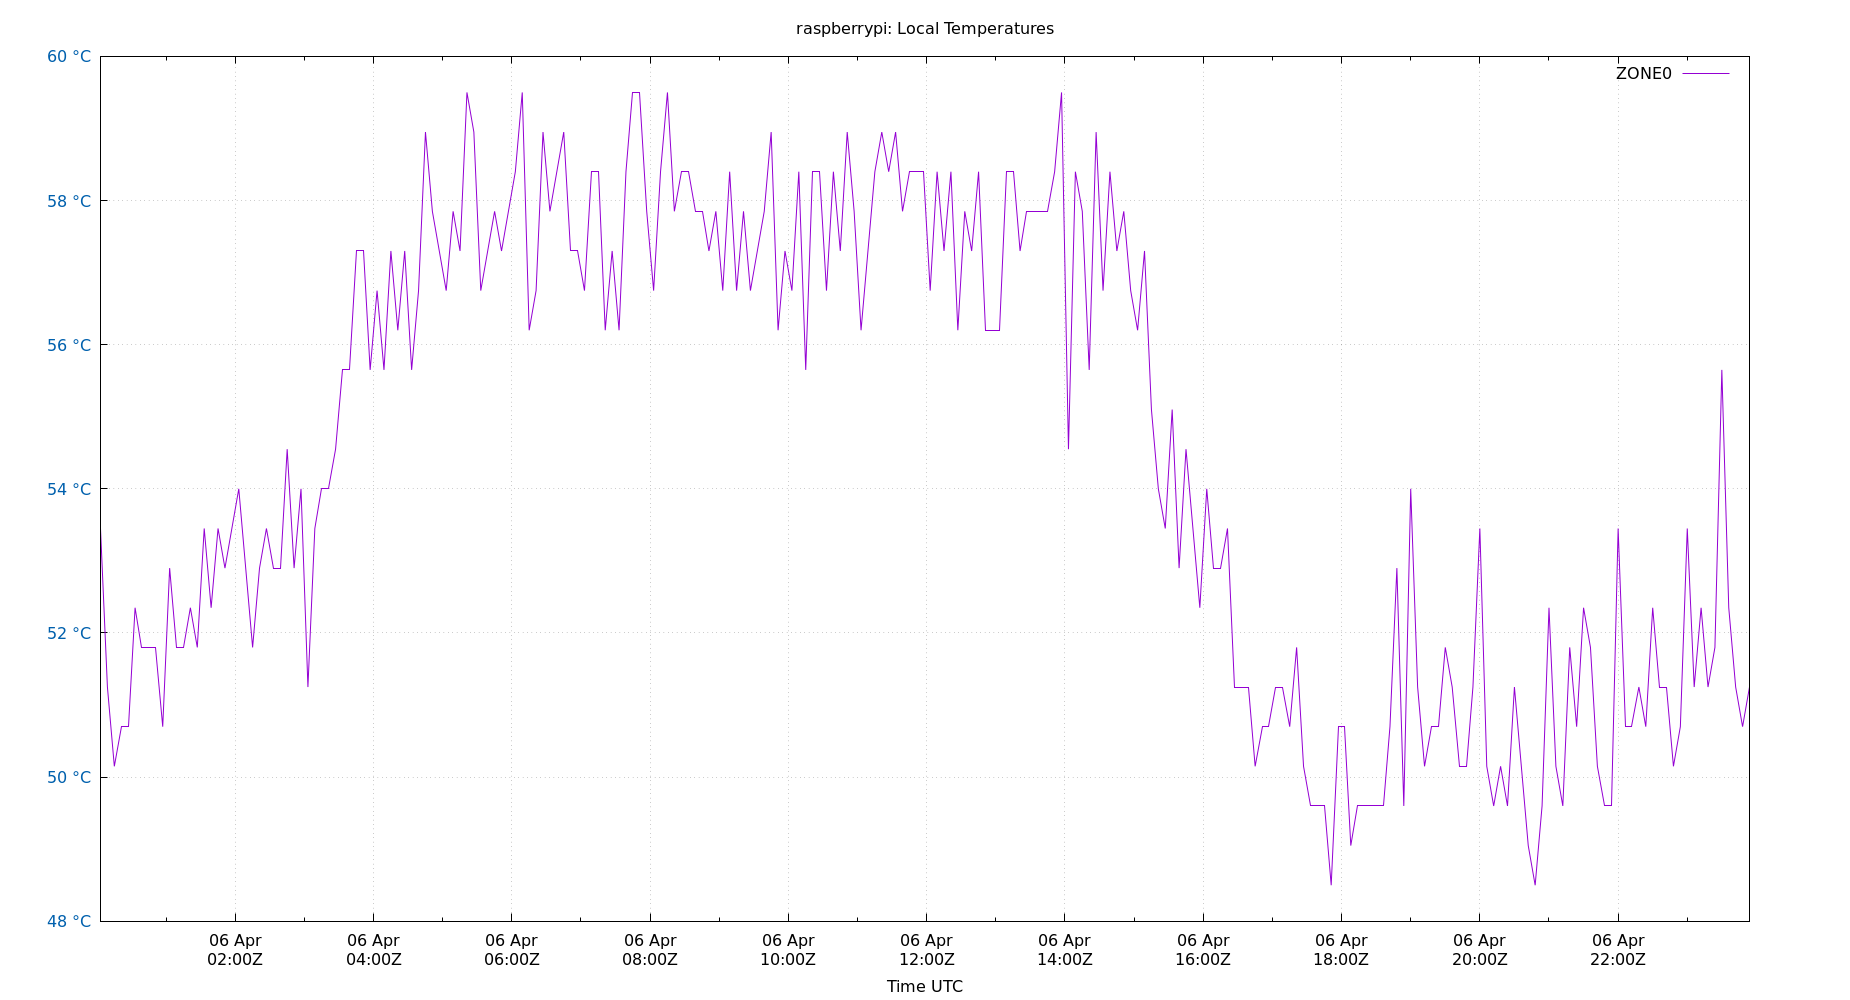 raspberrypi: Local Temperatures
60 °C
ZONE0
58 °C
56 °C
54 °C
52 °C
50 °C
48 °C
06 Apr 06 Apr 06 Apr 06 Apr 06 Apr 06 Apr 06 Apr 06 Apr 06 Apr 06 Apr 06 Apr
02:00Z 04:00Z 06:00Z 08:00Z 10:00Z 12:00Z 14:00Z 16:00Z 18:00Z 20:00Z 22:00Z
Time UTC